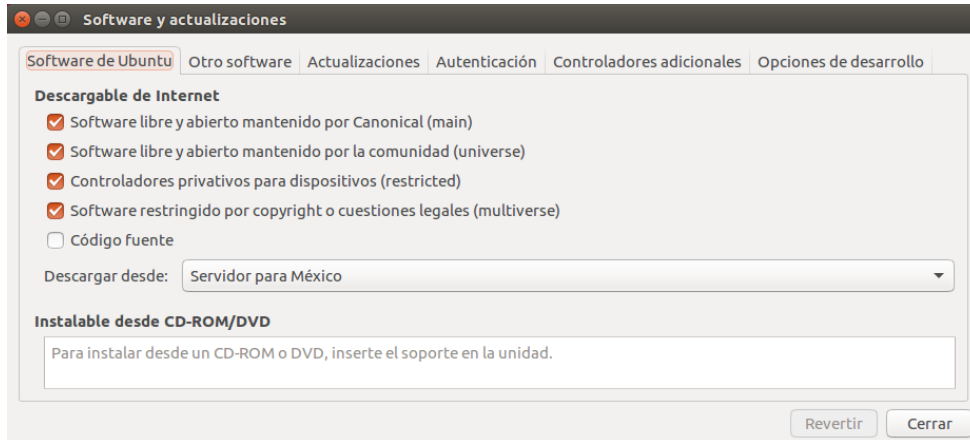 Software y actualizaciones
Software de Ubuntu Otro software Actualizaciones Autenticación Controladores adicionales Opciones de desarrollo
Descargable de Internet
Software libre y abierto mantenido por Canonical (main)
Software libre y abierto mantenido por la comunidad (universe)
Controladores privativos para dispositivos (restricted)
Software restringido por copyright o cuestiones legales (multiverse)
Código fuente
Descargar desde: Servidor para México
Instalable desde CD-ROM/DVD
Para instalar desde un CD-ROM o DVD, inserte el soporte en la unidad.
Revertir Cerrar